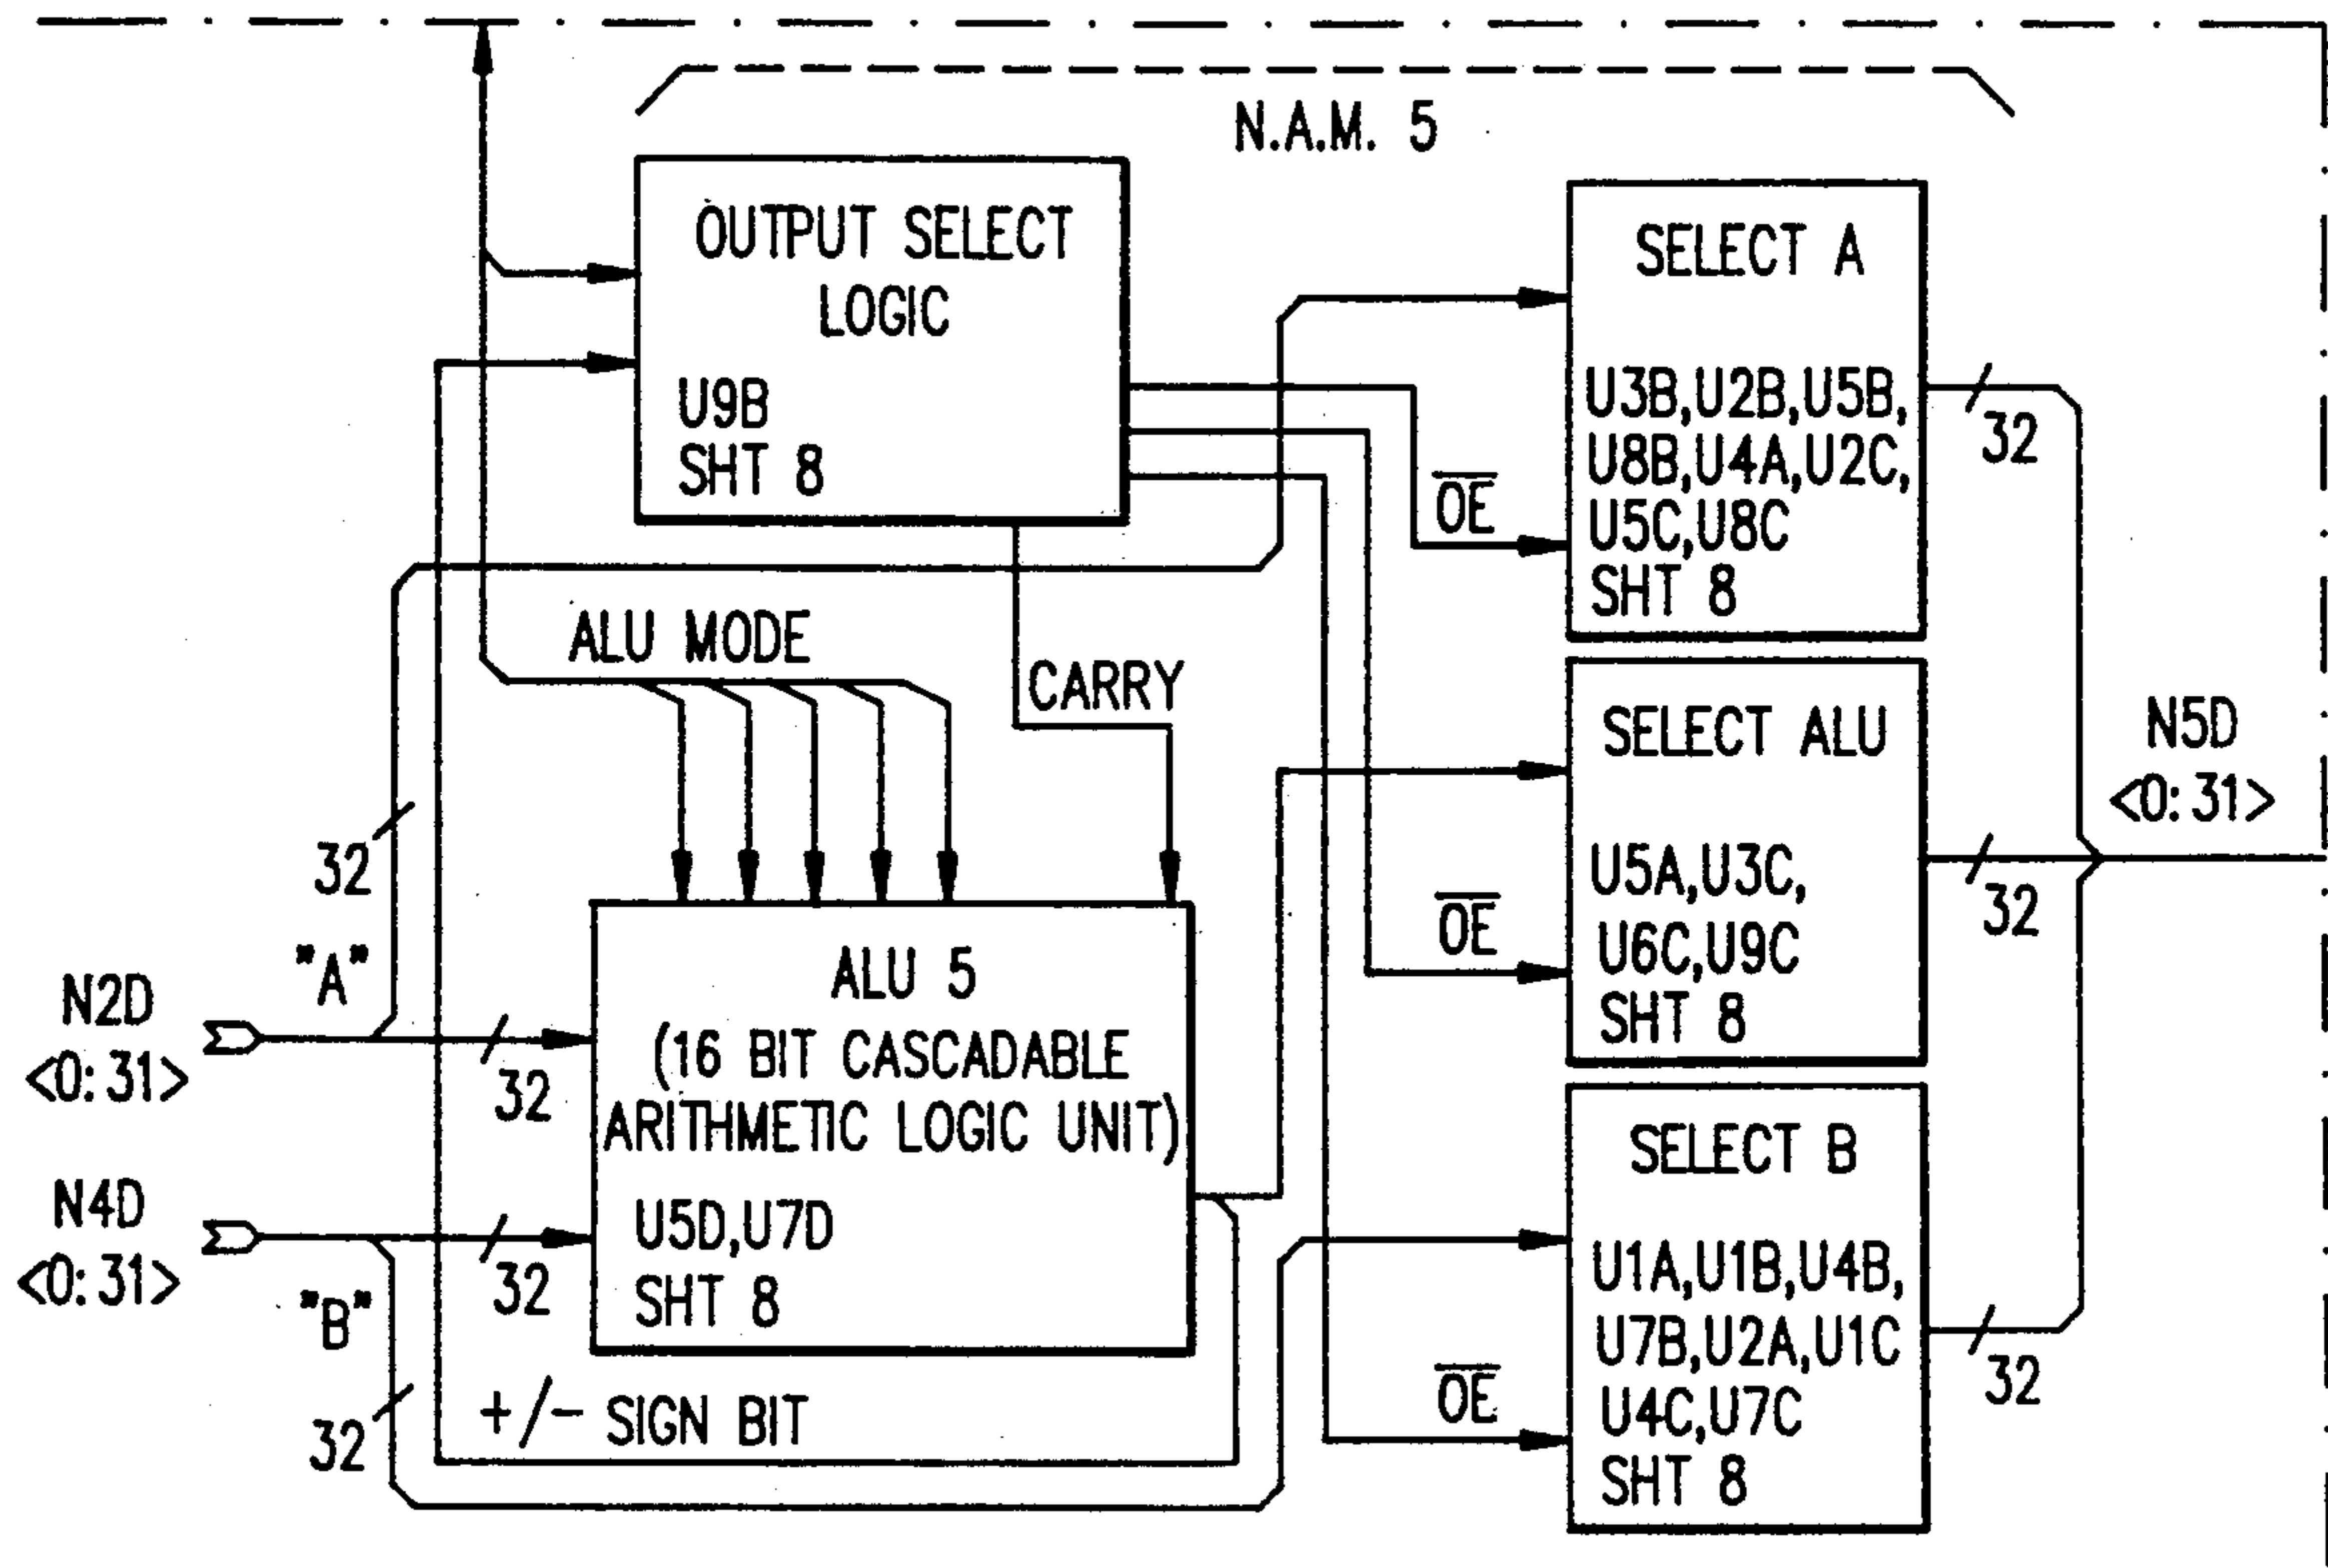 N.A.M. 5
OUTPUT SELECT
LOGIC
U9B
SHT 8
SELECT A
U3B,U2B,U5B,
U8B,U4A,U2C,
U5C,U8C
SHT 8
32
OE
ALU MODE
CARRY
SELECT ALU
U5A,U3C,
U6C,U9C
SHT 8
OE
32
N5D
<0:31>
32
"A"
N2D
<0:31>
32
ALU 5
(16 BIT CASCADABLE
ARITHMETIC LOGIC UNIT)
U5D,U7D
SHT 8
N4D
<0:31>
32
"B"
32
+/- SIGN BIT
SELECT B
U1A,U1B,U4B,
U7B,U2A,U1C
U4C,U7C
SHT 8
OE
32